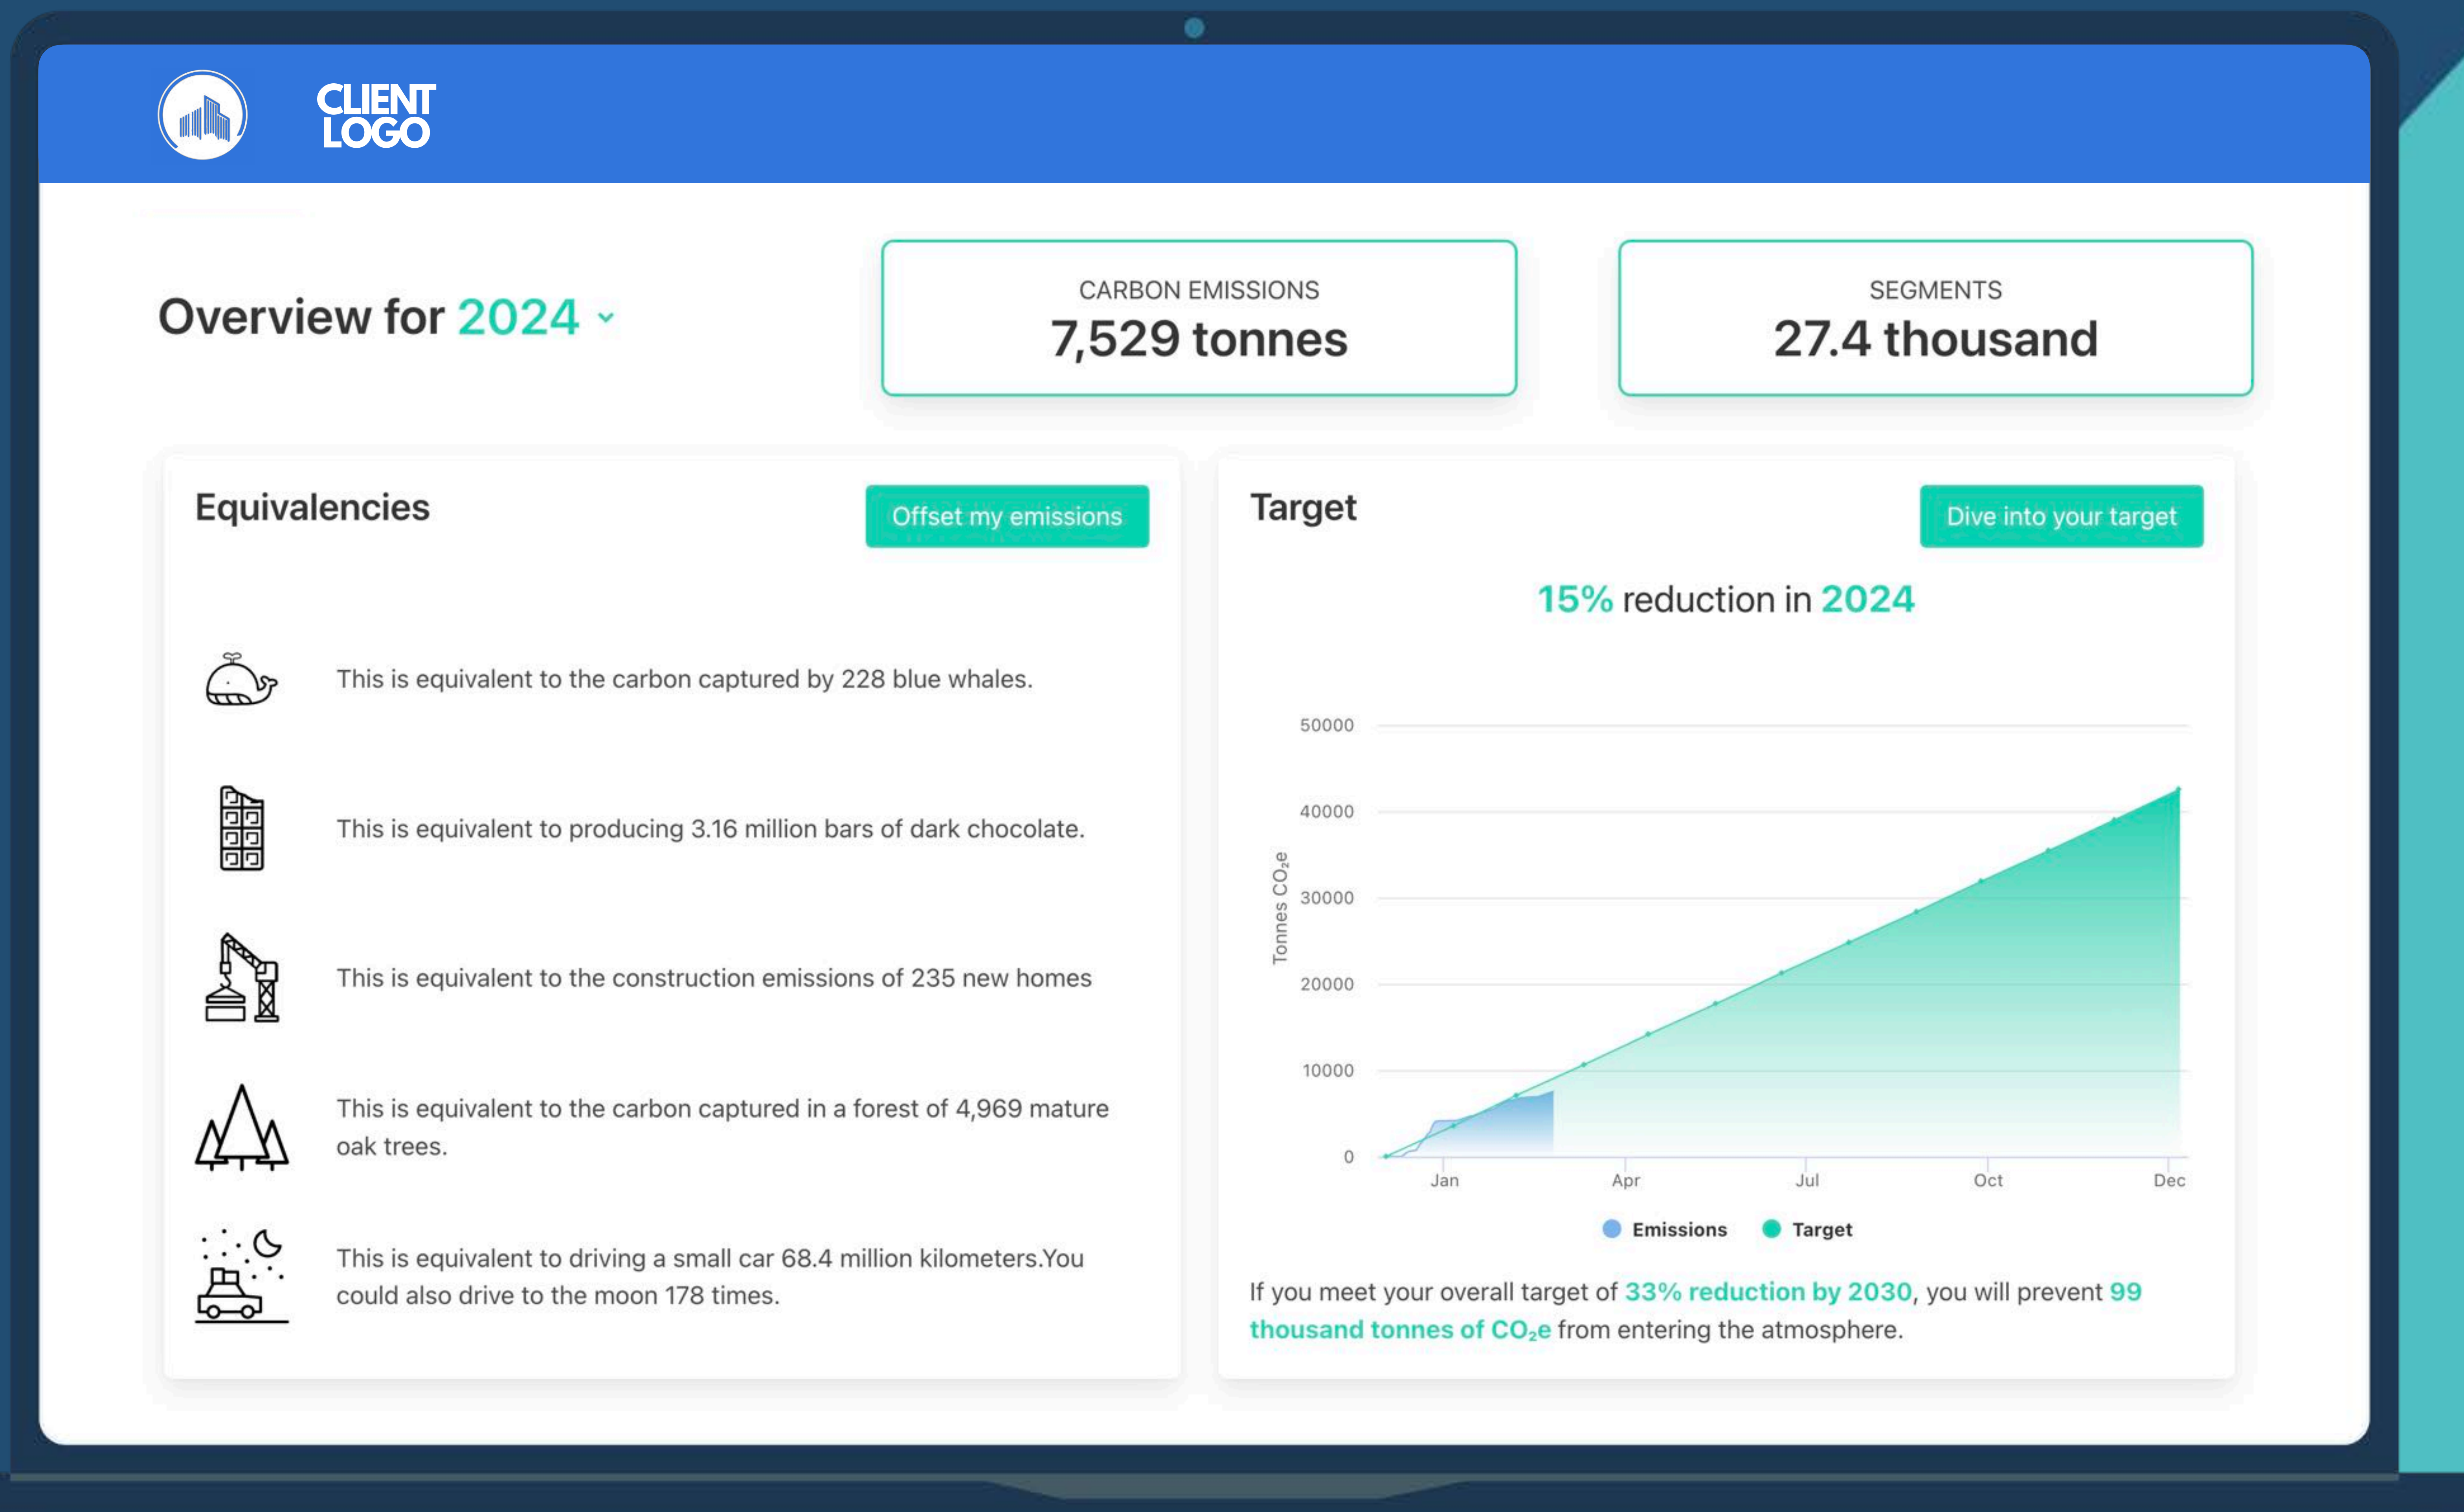 CLIENT
LOGO
Overview for 2024
CARBON EMISSIONS
7,529 tonnes
SEGMENTS
27.4 thousand
Equivalencies
Offset my emissions
This is equivalent to the carbon captured by 228 blue whales.
This is equivalent to producing 3.16 million bars of dark chocolate.
This is equivalent to the construction emissions of 235 new homes
This is equivalent to the carbon captured in a forest of 4,969 mature
oak trees.
This is equivalent to driving a small car 68.4 million kilometers.You
could also drive to the moon 178 times.
Target
Dive into your target
15% reduction in 2024
Tonnes CO₂e
50000
40000
30000
20000
10000
0
Jan Apr Jul Oct Dec
Emissions Target
If you meet your overall target of 33% reduction by 2030, you will prevent 99
thousand tonnes of CO₂e from entering the atmosphere.